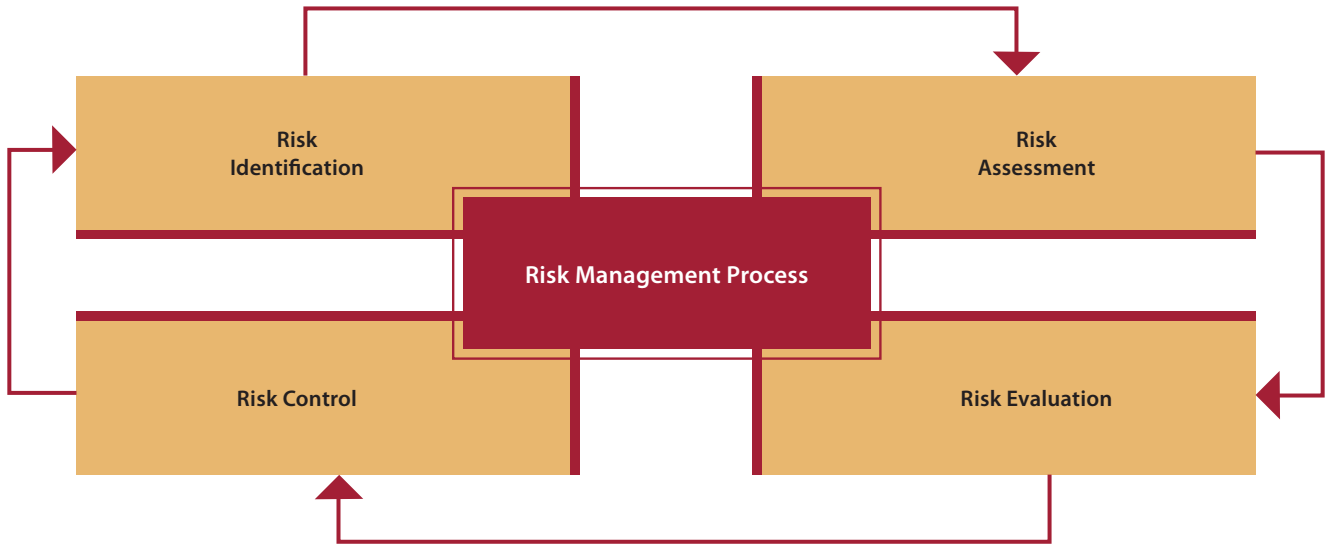 Risk
Identification
Risk
Assessment
Risk Management Process
Risk Control
Risk Evaluation